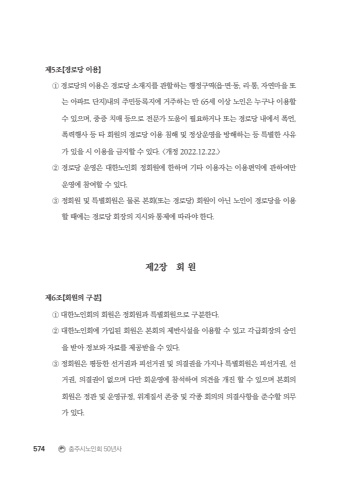 제5조【경로당 이용】
① 경로당의 이용은 경로당 소재지를 관할하는 행정구역(읍·면·동, 리·통, 자연마을 또
는 아파트 단지)내의 주민등록지에 거주하는 만 65세 이상 노인은 누구나 이용할
수 있으며, 중증 치매 등으로 전문가 도움이 필요하거나 또는 경로당 내에서 폭언,
폭력행사 등 타 회원의 경로당 이용 침해 및 정상운영을 방해하는 등 특별한 사유
가 있을 시 이용을 금지할 수 있다. <개정 2022.12.22.>
② 경로당 운영은 대한노인회 정회원에 한하며 기타 이용자는 이용편익에 관하여만
운영에 참여할 수 있다.
③ 정회원 및 특별회원은 물론 본회(또는 경로당) 회원이 아닌 노인이 경로당을 이용
할 때에는 경로당 회장의 지시와 통제에 따라야 한다.
제2장 회 원
제6조【회원의 구분】
① 대한노인회의 회원은 정회원과 특별회원으로 구분한다.
② 대한노인회에 가입된 회원은 본회의 제반시설을 이용할 수 있고 각급회장의 승인
을 받아 정보와 자료를 제공받을 수 있다.
③ 정회원은 평등한 선거권과 피선거권 및 의결권을 가지나 특별회원은 피선거권, 선
거권, 의결권이 없으며 다만 회운영에 참석하여 의견을 개진 할 수 있으며 본회의
회원은 정관 및 운영규정, 위계질서 존중 및 각종 회의의 의결사항을 준수할 의무
가 있다.
574 충주시노인회 50년사